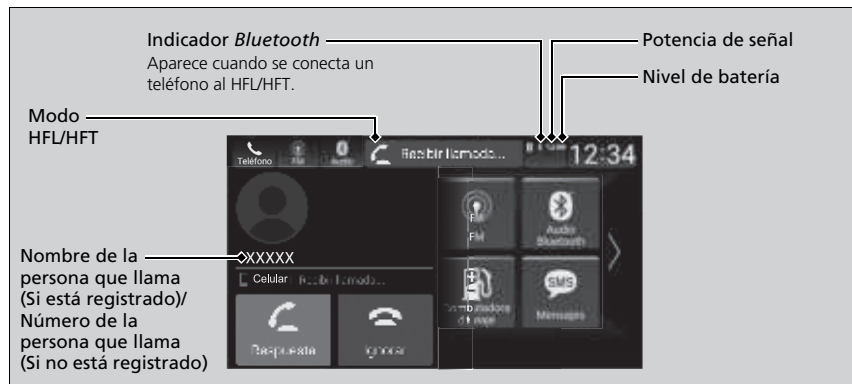 Indicador Bluetooth
Aparece cuando se conecta un
teléfono al HFL/HFT.
Potencia de señal
Nivel de batería
Modo
HFL/HFT
Teléfono
FM
Audio
Recibir llamada...
12:34
Nombre de la
persona que llama
(Si está registrado)/
Número de la
persona que llama
(Si no está registrado)
XXXXX
Celular Recibir llamada...
Respuesta
Ignorar
FM
FM
Audio
Bluetooth
de viaje
SMS
Mensajes